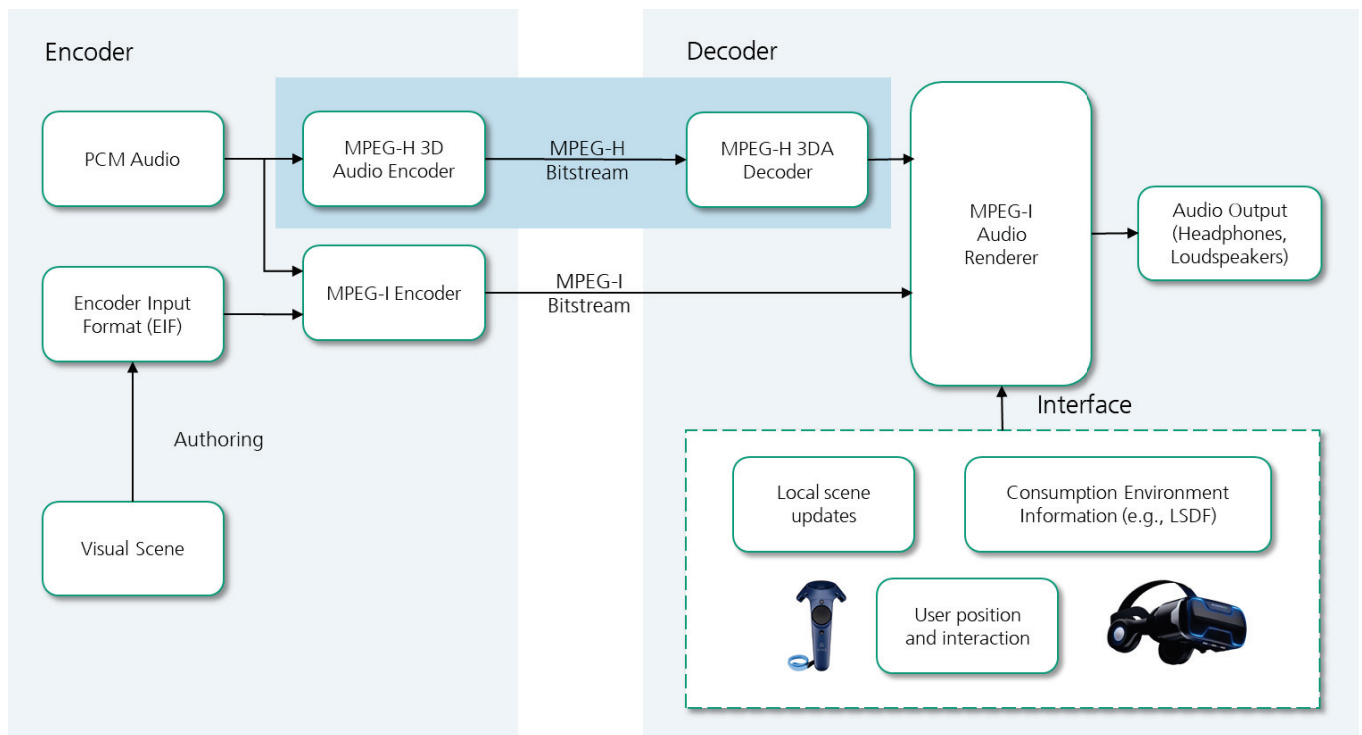 Encoder
Decoder
PCM Audio
MPEG-H 3D
Audio Encoder
MPEG-H
Bitstream
MPEG-H 3DA
Decoder
MPEG-I
Audio
Renderer
Audio Output
(Headphones,
Loudspeakers)
Encoder Input
Format (EIF)
MPEG-I Encoder
MPEG-I
Bitstream
Interface
Authoring
Visual Scene
Local scene
updates
Consumption Environment
Information (e.g., LSDF)
User position
and interaction